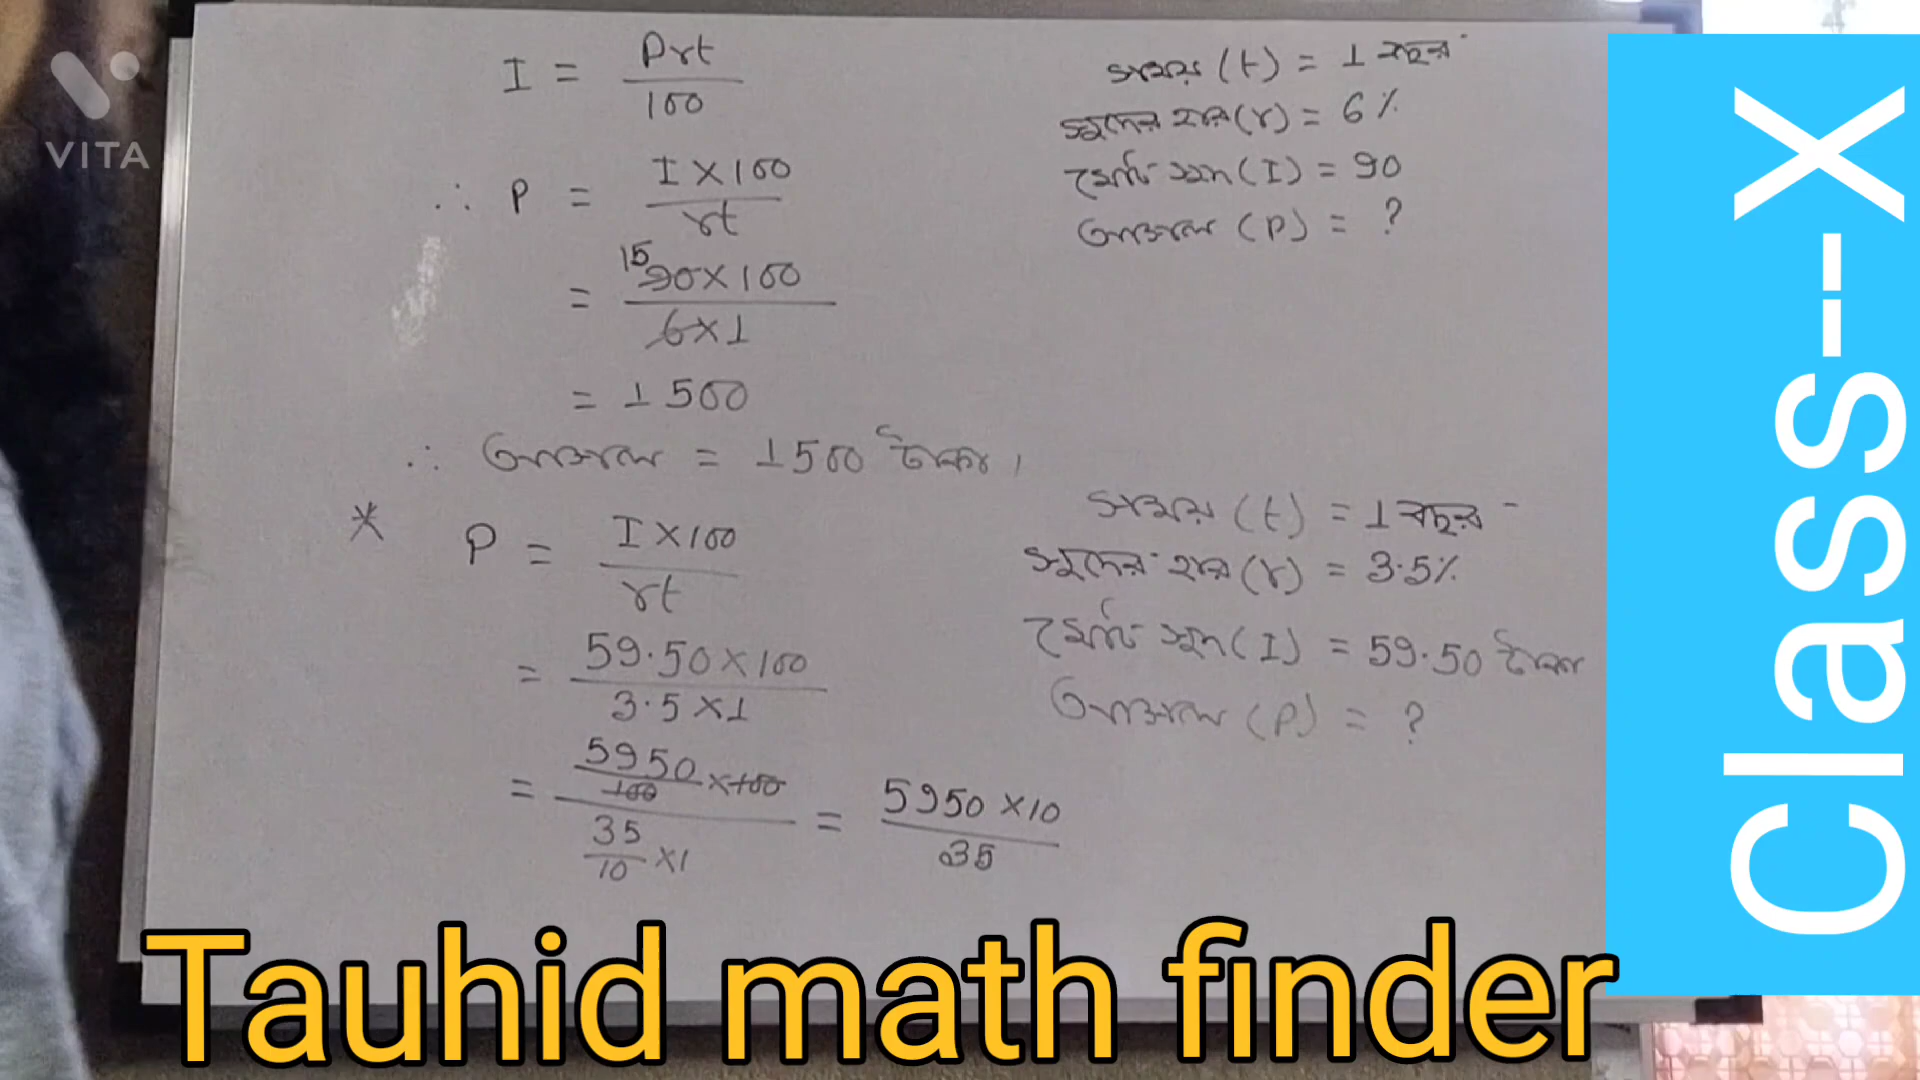 VITA
I = Prt / 100
∴ P = I × 100 / rt
= 15 90 × 100 / 6 × 1
= 1500
∴ আসল = 1500 টাকা।
সময় (t) = 1 বছর
সুদের হার (r) = 6%
মোট সুদ (I) = 90
আসল (P) = ?
* P = I × 100 / rt
= 59.50 × 100 / 3.5 × 1
= 5950/100 × 100 / 35/10 × 1 = 5950 × 10 / 35
সময় (t) = 1 বছর
সুদের হার (r) = 3.5%
মোট সুদ (I) = 59.50 টাকা
আসল (P) = ?
Class--X
Tauhid math finder